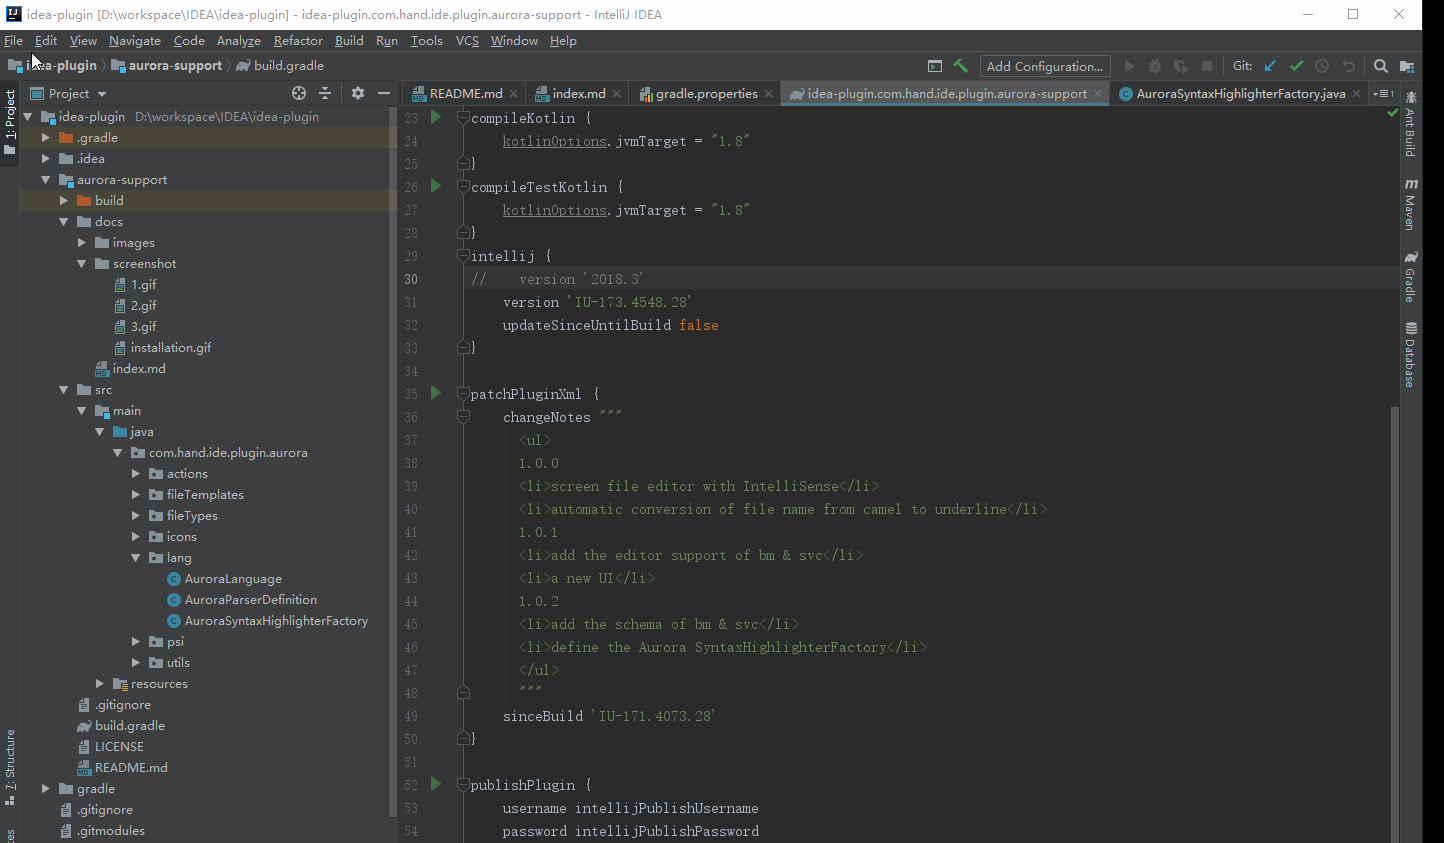 idea-plugin [D:\workspace\IDEA\idea-plugin] - idea-plugin.com.hand.ide.plugin.aurora-support - IntelliJ IDEA
File Edit View Navigate Code Analyze Refactor Build Run Tools VCS Window Help
idea-plugin aurora-support build.gradle
Add Configuration... Git:
Project
README.md index.md gradle.properties idea-plugin.com.hand.ide.plugin.aurora-support AuroraSyntaxHighlighterFactory.java
1: Project
7: Structure
idea-plugin D:\workspace\IDEA\idea-plugin
.gradle
.idea
aurora-support
build
docs
images
screenshot
1.gif
2.gif
3.gif
installation.gif
index.md
src
main
java
com.hand.ide.plugin.aurora
actions
fileTemplates
fileTypes
icons
lang
AuroraLanguage
AuroraParserDefinition
AuroraSyntaxHighlighterFactory
psi
utils
resources
.gitignore
build.gradle
LICENSE
README.md
gradle
.gitignore
.gitmodules
23 compileKotlin {
24 kotlinOptions.jvmTarget = "1.8"
25 }
26 compileTestKotlin {
27 kotlinOptions.jvmTarget = "1.8"
28 }
29 intellij {
30 // version '2018.3'
31 version 'IU-173.4548.28'
32 updateSinceUntilBuild false
33 }
34
35 patchPluginXml {
36 changeNotes """
37 <ul>
38 1.0.0
39 <li>screen file editor with IntelliSense</li>
40 <li>automatic conversion of file name from camel to underline</li>
41 1.0.1
42 <li>add the editor support of bm & svc</li>
43 <li>a new UI</li>
44 1.0.2
45 <li>add the schema of bm & svc</li>
46 <li>define the Aurora SyntaxHighlighterFactory</li>
47 </ul>
48 """
49 sinceBuild 'IU-171.4073.28'
50 }
51
52 publishPlugin {
53 username intellijPublishUsername
54 password intellijPublishPassword
Ant Build
Maven
Gradle
Database